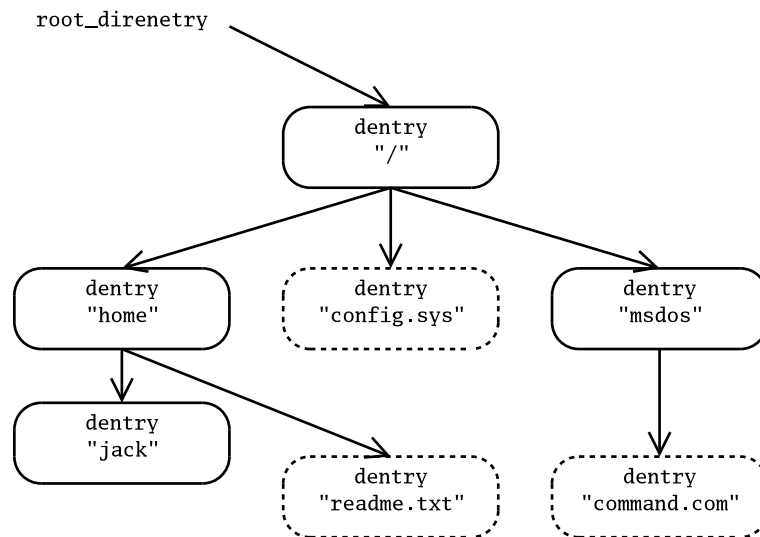 root_direnetry
dentry
"/"
dentry
"home"
dentry
"config.sys"
dentry
"msdos"
dentry
"jack"
dentry
"readme.txt"
dentry
"command.com"